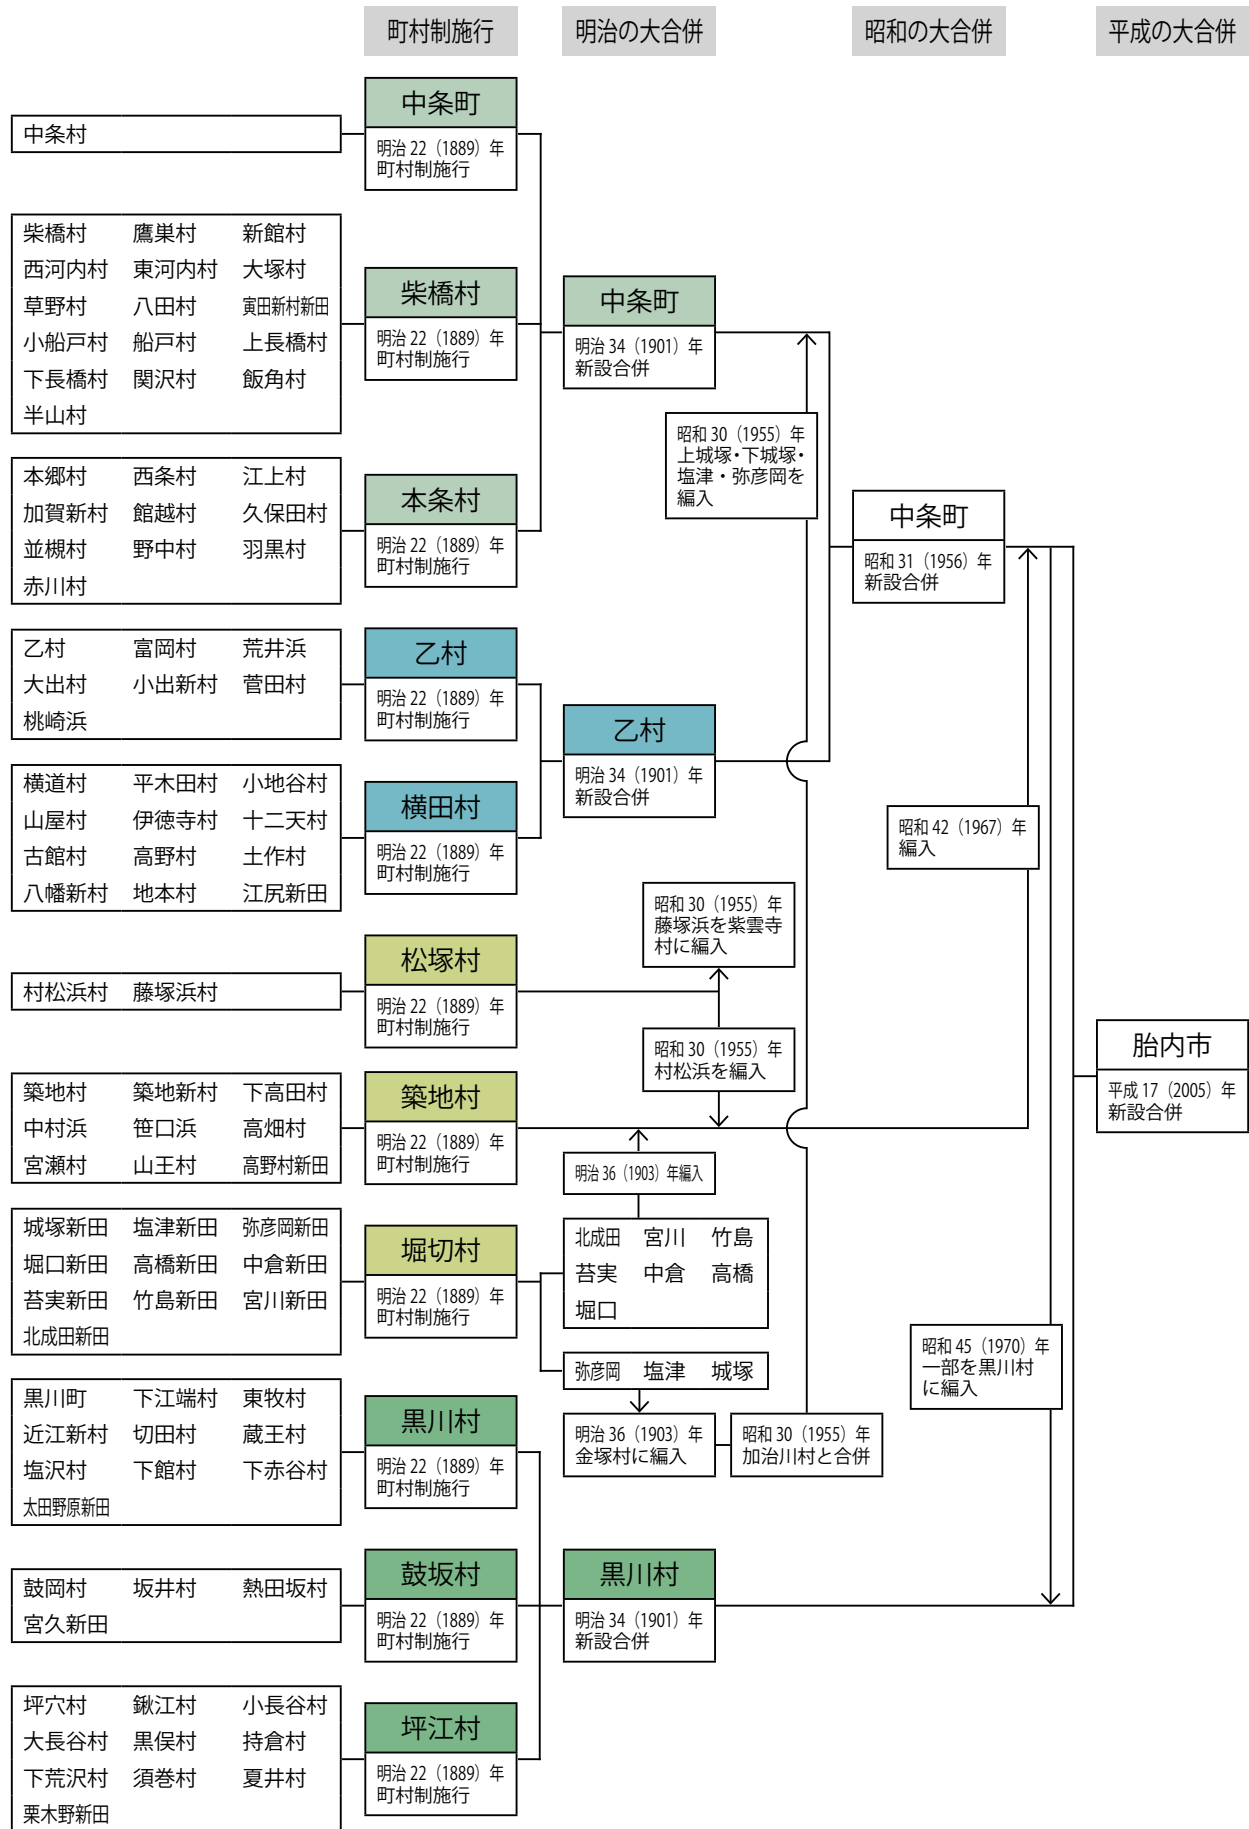 町村制施行 明治の大合併 昭和の大合併 平成の大合併
中条村
中条町
明治 22（1889）年
町村制施行
柴橋村 鷹巣村 新館村
西河内村 東河内村 大塚村
草野村 八田村 寅田新村新田
小船戸村 船戸村 上長橋村
下長橋村 関沢村 飯角村
半山村
柴橋村
明治 22（1889）年
町村制施行
本郷村 西条村 江上村
加賀新村 館越村 久保田村
並槻村 野中村 羽黒村
赤川村
本条村
明治 22（1889）年
町村制施行
中条町
明治 34（1901）年
新設合併
昭和 30（1955）年
上城塚・下城塚・
塩津・弥彦岡を
編入
中条町
昭和 31（1956）年
新設合併
乙村 富岡村 荒井浜
大出村 小出新村 菅田村
桃崎浜
乙村
明治 22（1889）年
町村制施行
横道村 平木田村 小地谷村
山屋村 伊徳寺村 十二天村
古館村 高野村 土作村
八幡新村 地本村 江尻新田
横田村
明治 22（1889）年
町村制施行
乙村
明治 34（1901）年
新設合併
昭和 42（1967）年
編入
村松浜村 藤塚浜村
松塚村
明治 22（1889）年
町村制施行
昭和 30（1955）年
藤塚浜を紫雲寺
村に編入
昭和 30（1955）年
村松浜を編入
築地村 築地新村 下高田村
中村浜 笹口浜 高畑村
宮瀬村 山王村 高野村新田
築地村
明治 22（1889）年
町村制施行
明治 36（1903）年編入
胎内市
平成 17（2005）年
新設合併
城塚新田 塩津新田 弥彦岡新田
堀口新田 高橋新田 中倉新田
苔実新田 竹島新田 宮川新田
北成田新田
堀切村
明治 22（1889）年
町村制施行
北成田 宮川 竹島
苔実 中倉 高橋
堀口
弥彦岡 塩津 城塚
明治 36（1903）年
金塚村に編入
昭和 30（1955）年
加治川村と合併
昭和 45（1970）年
一部を黒川村
に編入
黒川町 下江端村 東牧村
近江新村 切田村 蔵王村
塩沢村 下館村 下赤谷村
太田野原新田
黒川村
明治 22（1889）年
町村制施行
鼓岡村 坂井村 熱田坂村
宮久新田
鼓坂村
明治 22（1889）年
町村制施行
黒川村
明治 34（1901）年
新設合併
坪穴村 鍬江村 小長谷村
大長谷村 黒俣村 持倉村
下荒沢村 須巻村 夏井村
栗木野新田
坪江村
明治 22（1889）年
町村制施行